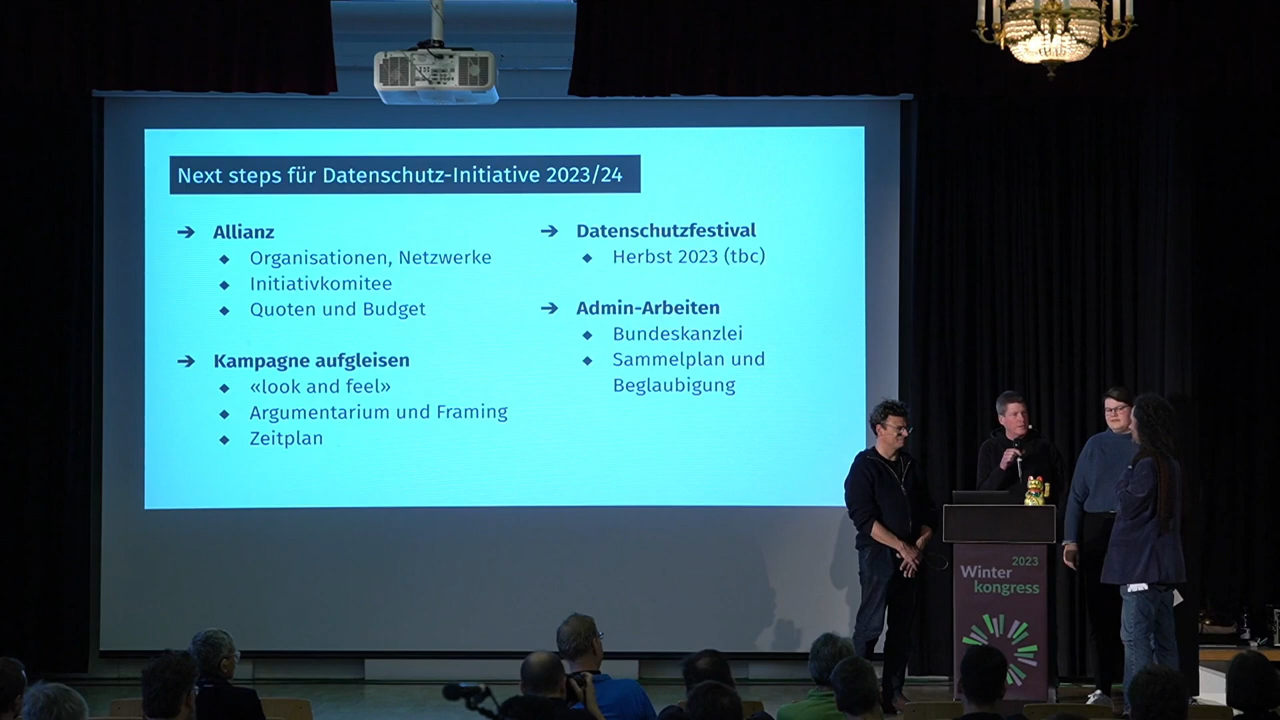 Next steps für Datenschutz-Initiative 2023/24
➔ Allianz
◆ Organisationen, Netzwerke
◆ Initiativkomitee
◆ Quoten und Budget
➔ Kampagne aufgleisen
◆ «look and feel»
◆ Argumentarium und Framing
◆ Zeitplan
➔ Datenschutzfestival
◆ Herbst 2023 (tbc)
➔ Admin-Arbeiten
◆ Bundeskanzlei
◆ Sammelplan und
Beglaubigung
2023
Winter
kongress